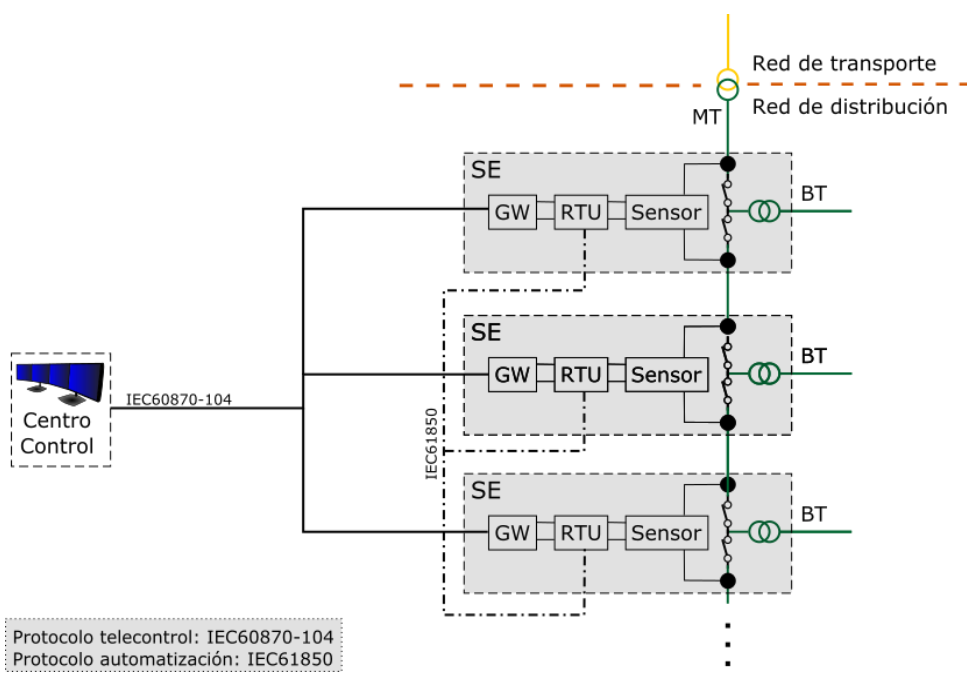 Red de transporte
Red de distribución
MT
SE
GW
RTU
Sensor
BT
SE
GW
RTU
Sensor
BT
Centro
Control
IEC60870-104
IEC61850
SE
GW
RTU
Sensor
BT
Protocolo telecontrol: IEC60870-104
Protocolo automatización: IEC61850